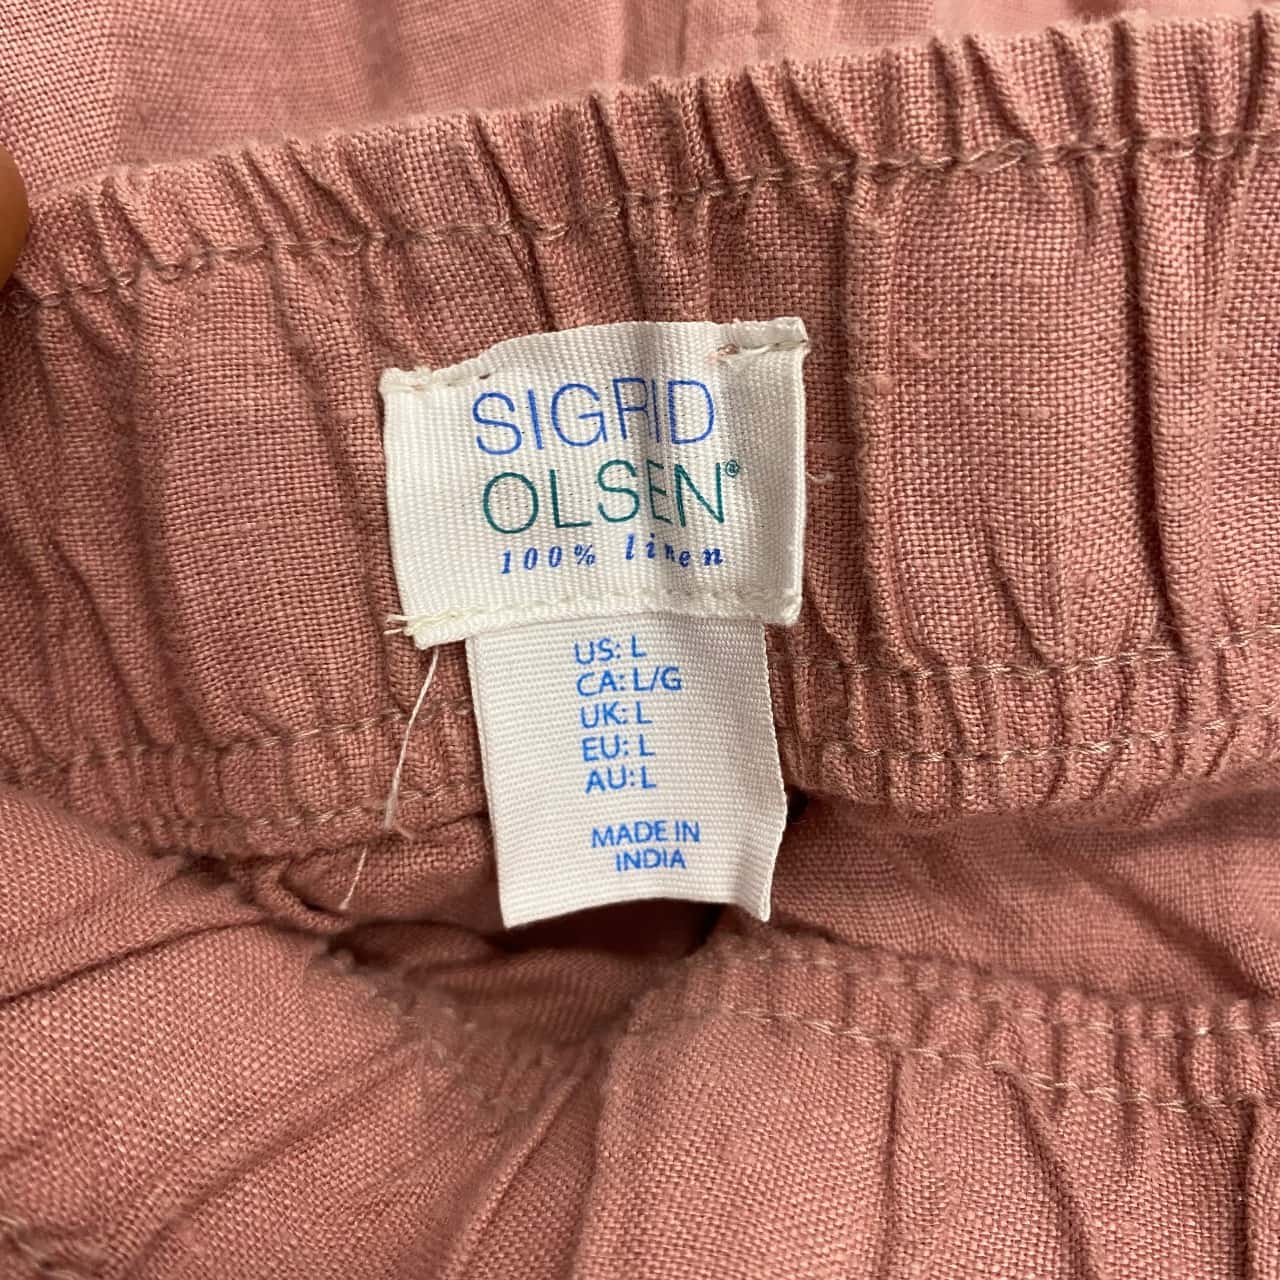 SIGRID
OLSEN®
100% linen
US: L
CA: L/G
UK: L
EU: L
AU: L
MADE IN
INDIA